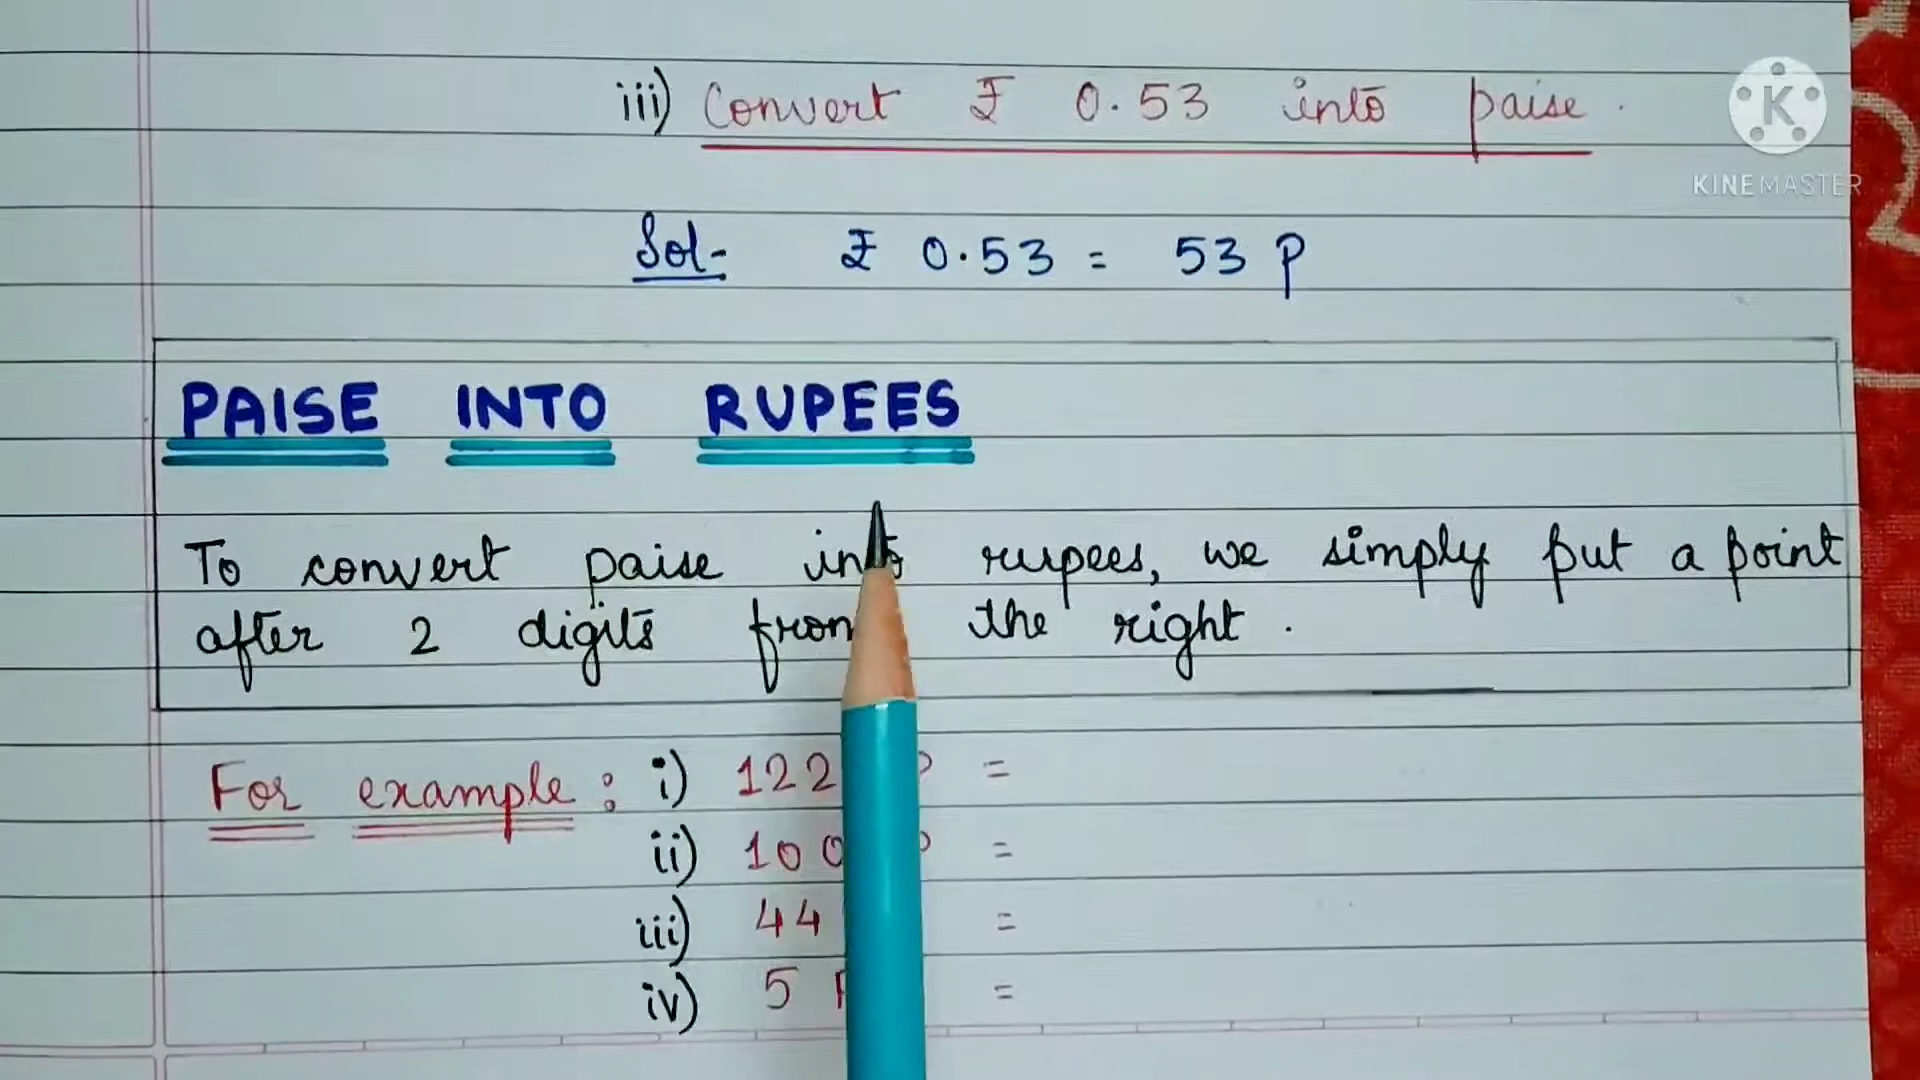 iii) Convert ₹ 0.53 into paise.
KINEMASTER
Sol- ₹ 0.53 = 53 P
PAISE INTO RUPEES
To convert paise into rupees, we simply put a point
after 2 digits from the right.
For example: i) 122 =
ii) 100 =
iii) 44 =
iv) 5 =